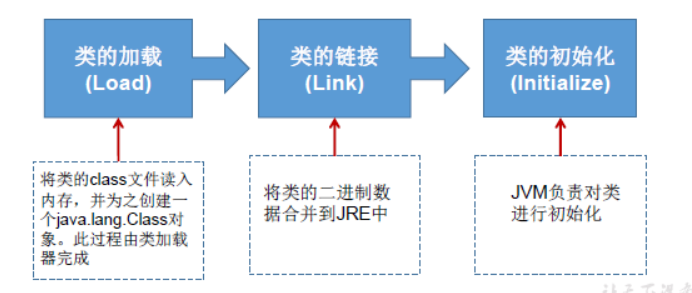 类的加载
(Load)
类的链接
(Link)
类的初始化
(Initialize)
将类的class文件读入
内存，并为之创建一
个java.lang.Class对
象。此过程由类加载
器完成
将类的二进制数
据合并到JRE中
JVM负责对类
进行初始化